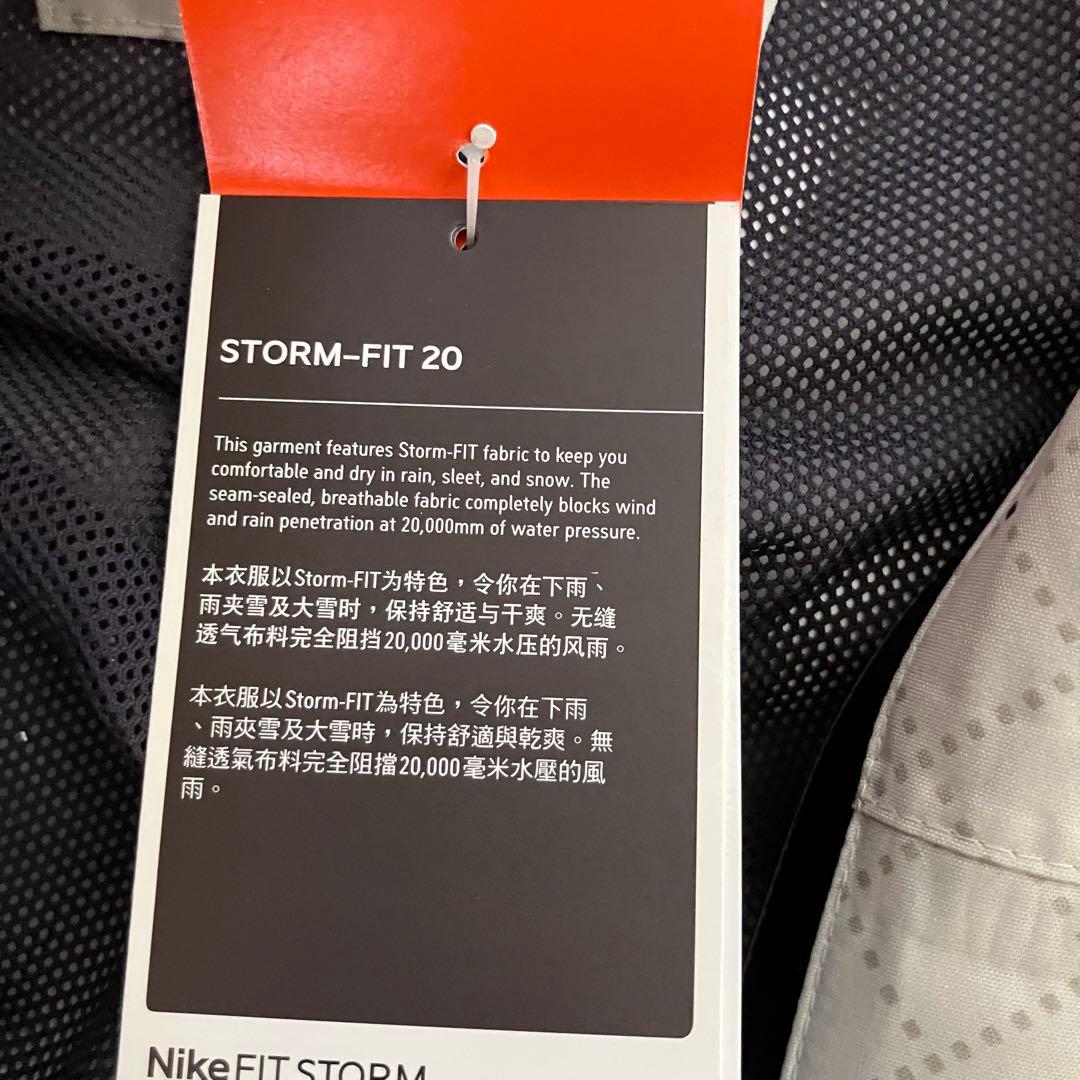 STORM–FIT 20
This garment features Storm-FIT fabric to keep you
comfortable and dry in rain, sleet, and snow. The
seam-sealed, breathable fabric completely blocks wind
and rain penetration at 20,000mm of water pressure.
本衣服以Storm-FIT为特色，令你在下雨、
雨夹雪及大雪时，保持舒适与干爽。无缝
透气布料完全阻挡20,000毫米水压的风雨。
本衣服以Storm-FIT為特色，令你在下雨
、雨夾雪及大雪時，保持舒適與乾爽。無
縫透氣布料完全阻擋20,000毫米水壓的風
雨。
NikeFIT STORM